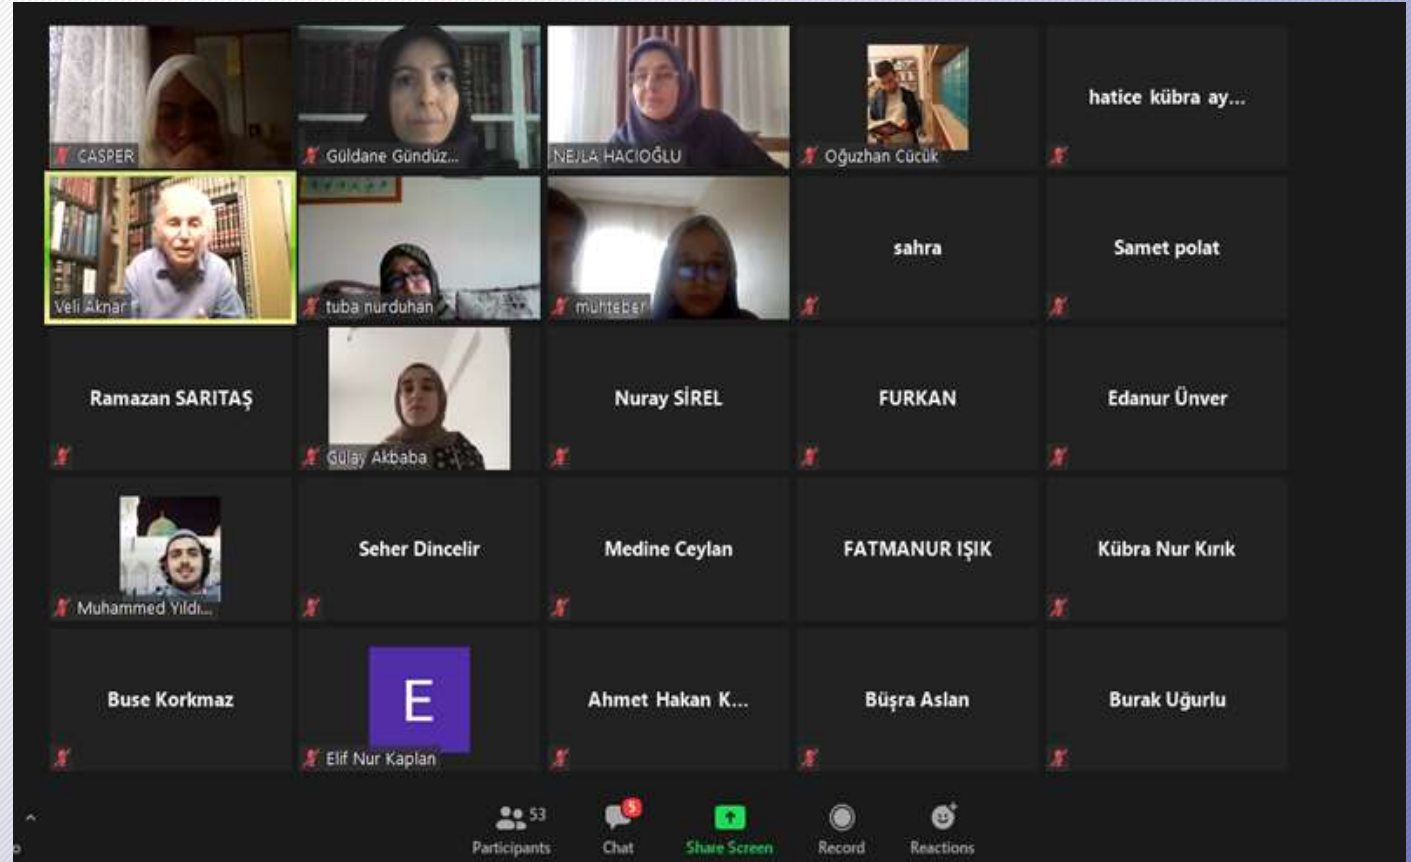 CASPER
Güldane Gündüz...
NEJLA HACIOĞLU
Oğuzhan Cücük
hatice kübra ay...
Veli Aknar
tuba nurduhan
muhteber
sahra
Samet polat
Ramazan SARITAŞ
Gülay Akbaba
Nuray SİREL
FURKAN
Edanur Ünver
Muhammed Yıldı...
Seher Dincelir
Medine Ceylan
FATMANUR IŞIK
Kübra Nur Kırık
Buse Korkmaz
E
Elif Nur Kaplan
Ahmet Hakan K...
Büşra Aslan
Burak Uğurlu
53
5
Participants
Chat
Share Screen
Record
Reactions